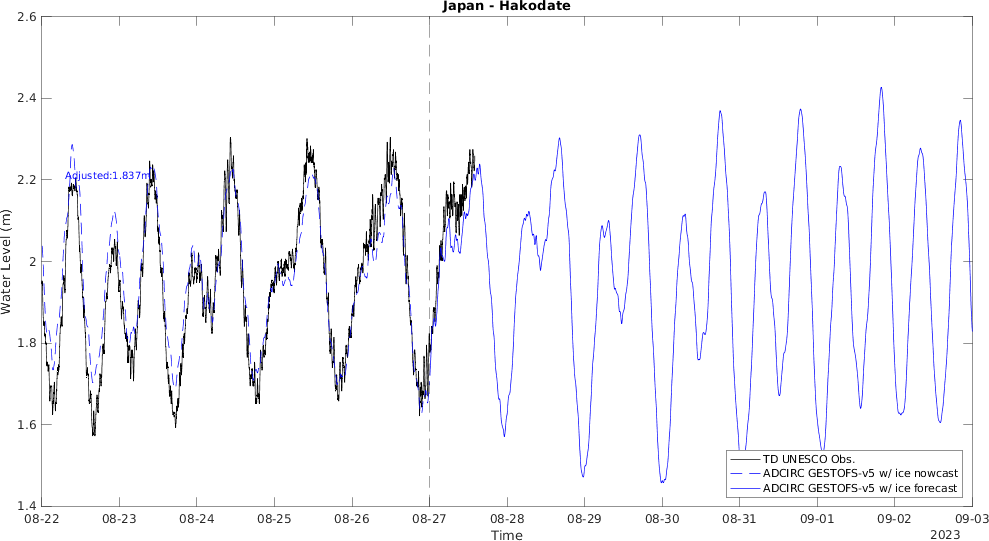 Japan - Hakodate
2.6
2.4
2.2
2
1.8
1.6
1.4
Water Level (m)
Adjusted:1.837m
TD UNESCO Obs.
ADCIRC GESTOFS-v5 w/ ice nowcast
ADCIRC GESTOFS-v5 w/ ice forecast
08-22 08-23 08-24 08-25 08-26 08-27 08-28 08-29 08-30 08-31 09-01 09-02 09-03
Time
2023